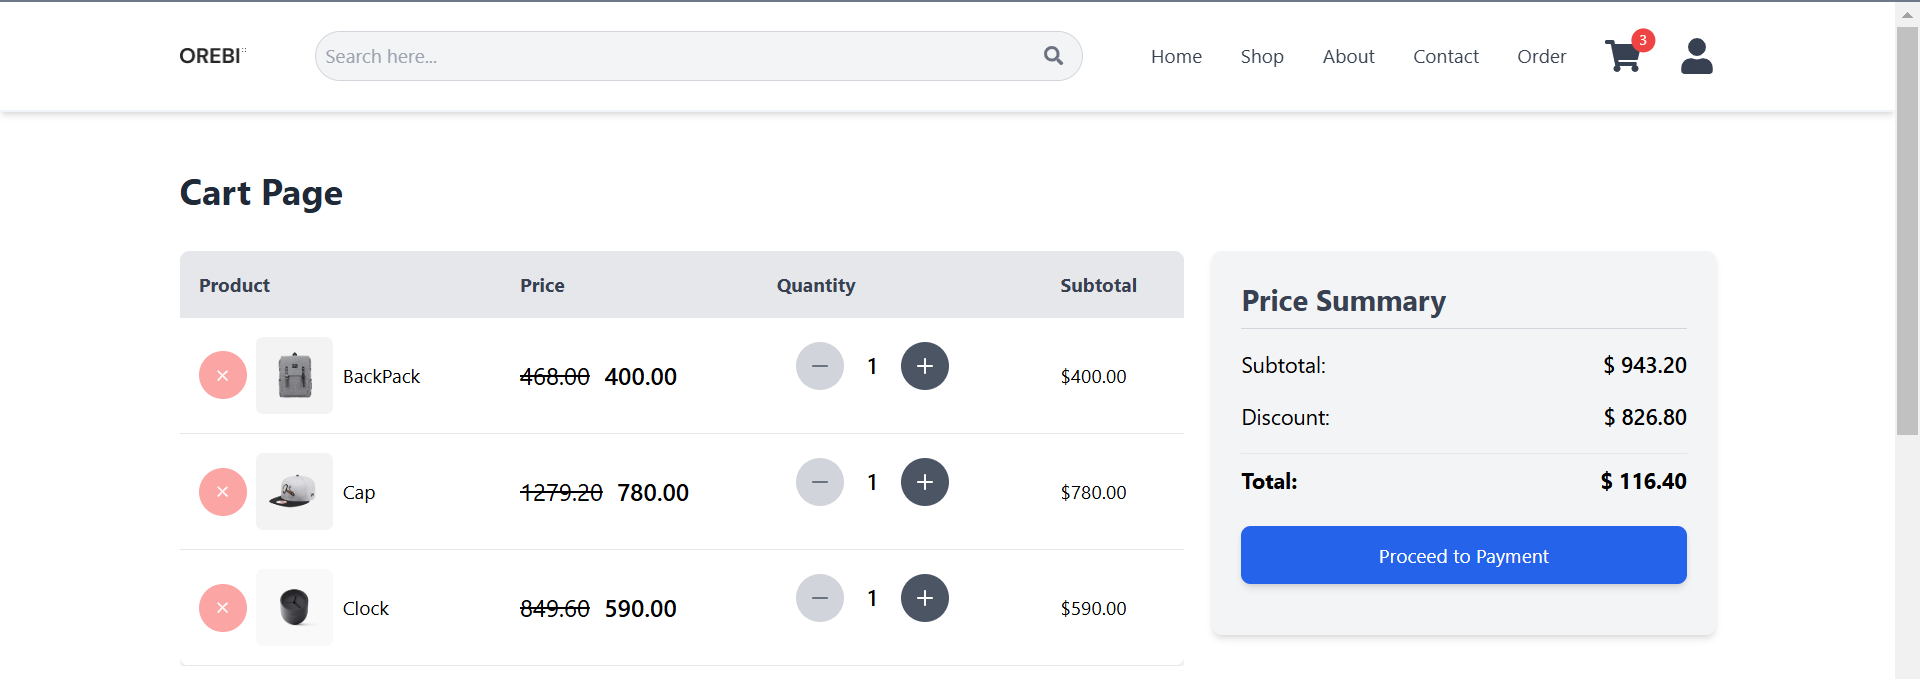 OREBI
Search here...
Home
Shop
About
Contact
Order
3
Cart Page
Product Price Quantity Subtotal
BackPack 468.00 400.00 1 $400.00
Cap 1279.20 780.00 1 $780.00
Clock 849.60 590.00 1 $590.00
Price Summary
Subtotal: $ 943.20
Discount: $ 826.80
Total: $ 116.40
Proceed to Payment